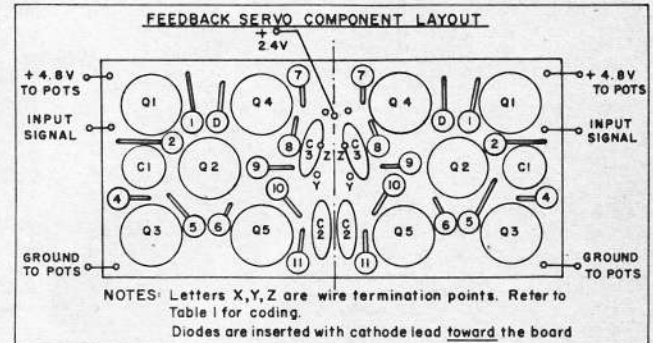 FEEDBACK SERVO COMPONENT LAYOUT
+
2.4V
+ 4.8V
TO POTS
INPUT
SIGNAL
GROUND
TO POTS
Q1
1
D
Q4
7
2
C1
Q2
8
C
3
Z
9
Y
10
4
Q3
5
6
Q5
C
2
11
7
Q4
D
1
Q1
C
3
Z
8
9
Q2
2
C1
Y
10
C
2
11
Q5
6
5
Q3
4
+ 4.8V
TO POTS
INPUT
SIGNAL
GROUND
TO POTS
NOTES: Letters X,Y, Z are wire termination points. Refer to
Table I for coding.
Diodes are inserted with cathode lead toward the board